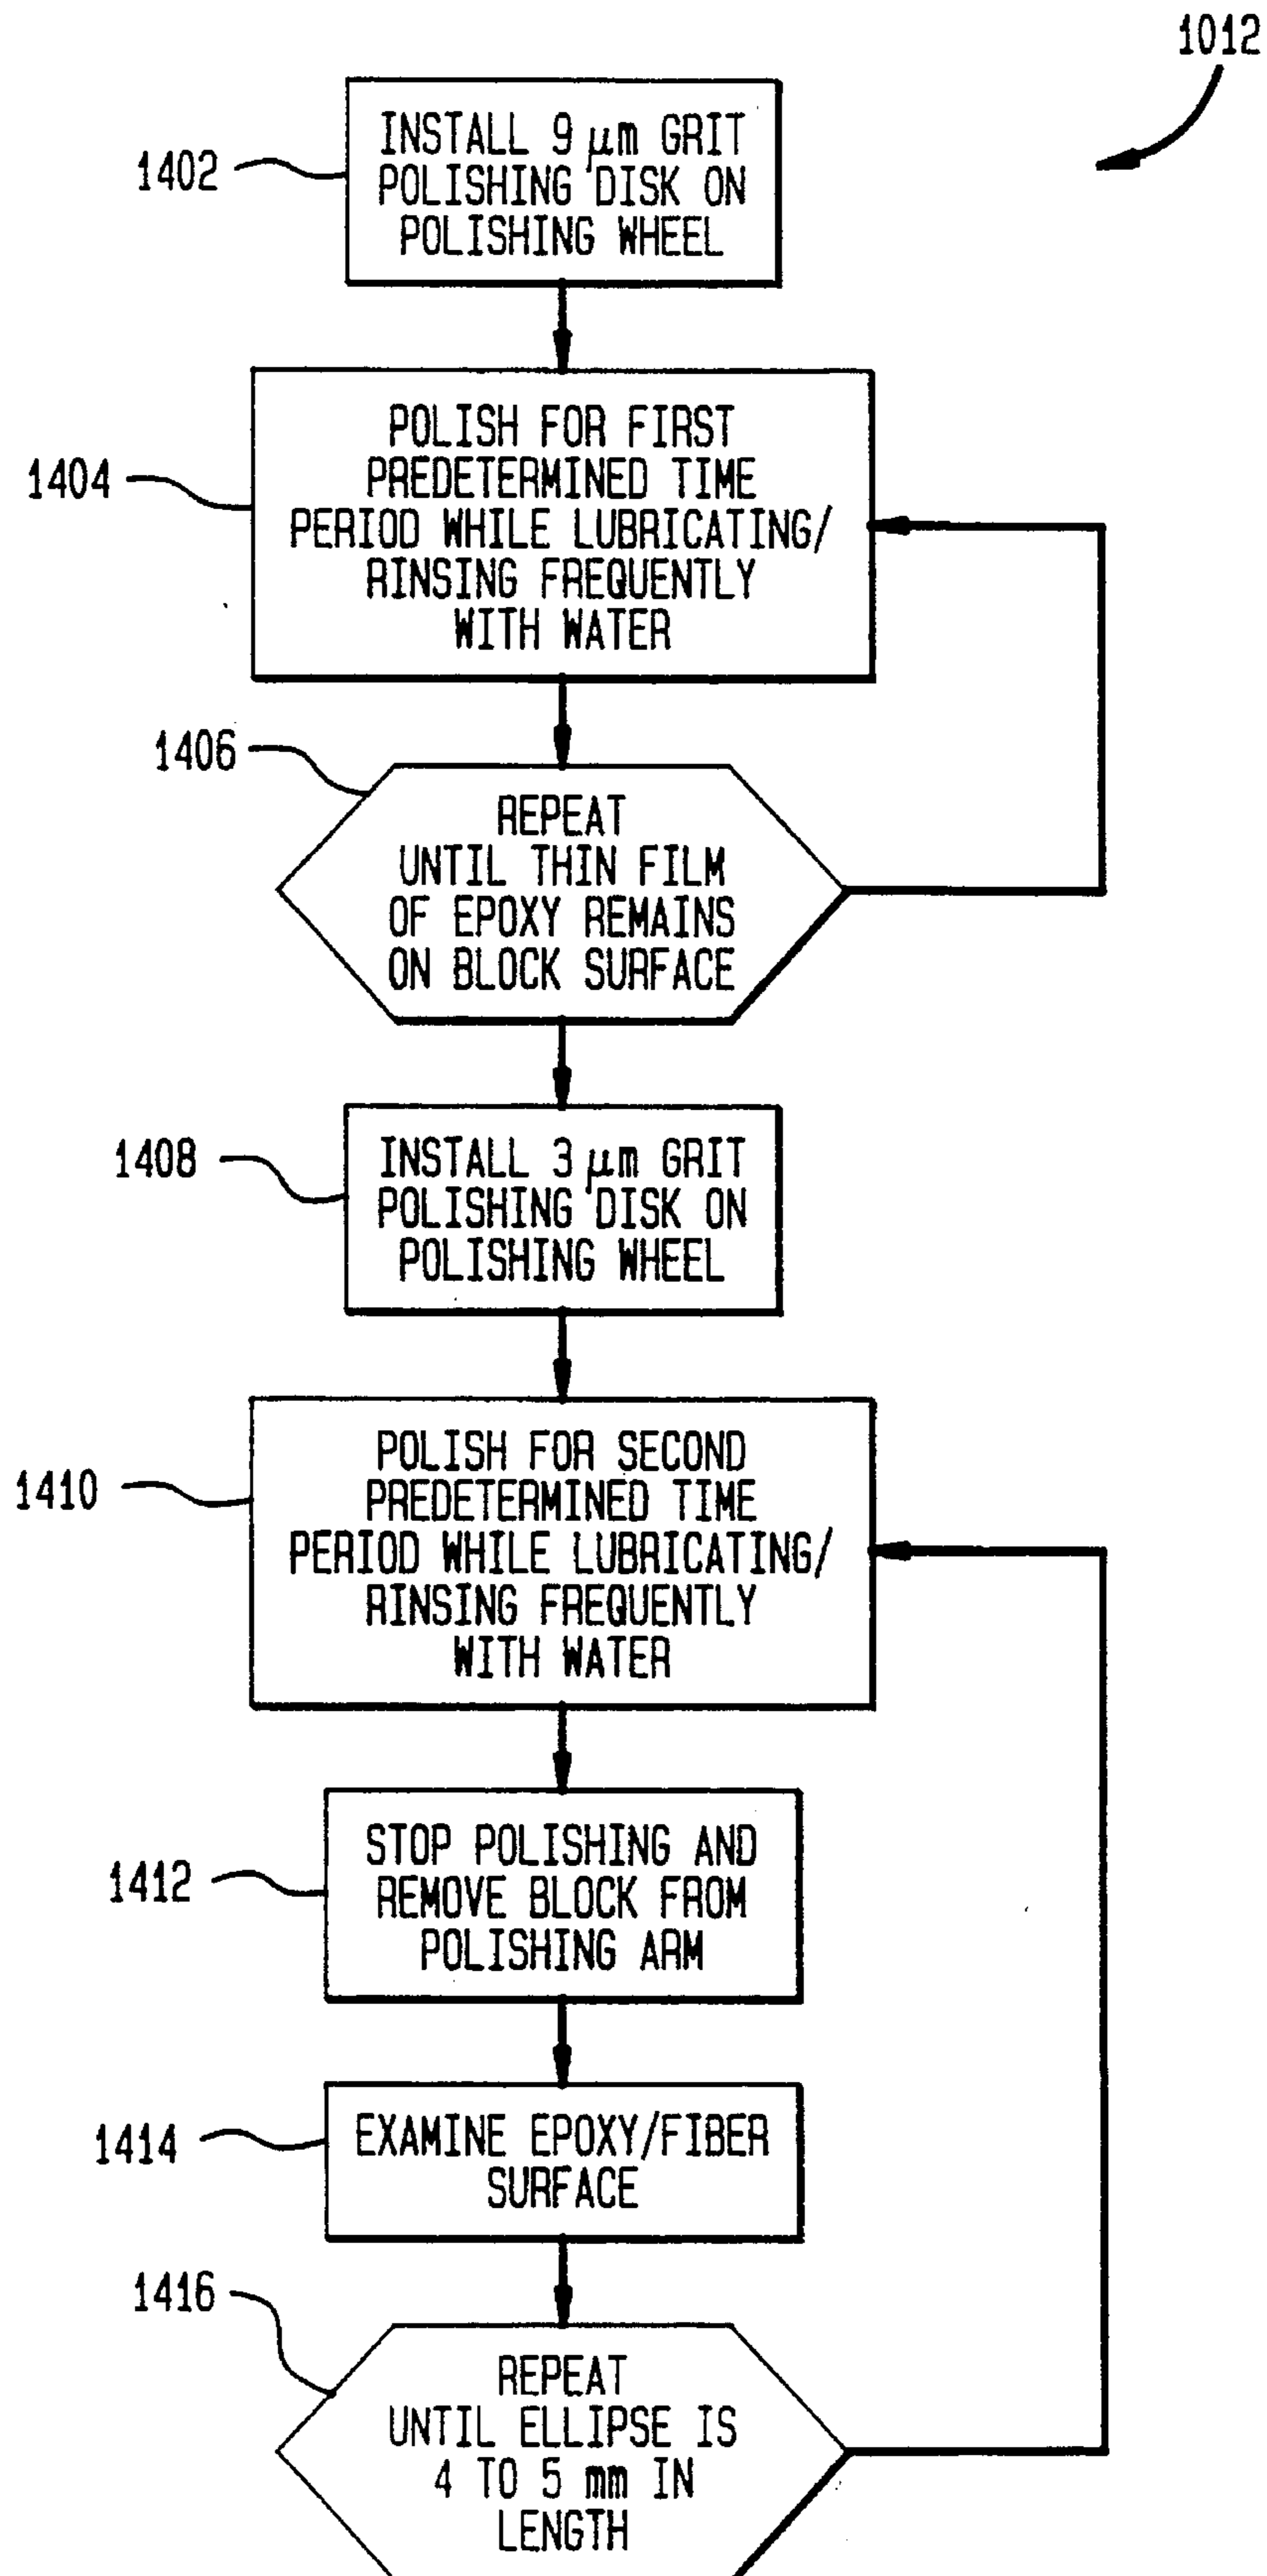 1012
1402
INSTALL 9 µm GRIT
POLISHING DISK ON
POLISHING WHEEL
1404
POLISH FOR FIRST
PREDETERMINED TIME
PERIOD WHILE LUBRICATING/
RINSING FREQUENTLY
WITH WATER
1406
REPEAT
UNTIL THIN FILM
OF EPOXY REMAINS
ON BLOCK SURFACE
1408
INSTALL 3 µm GRIT
POLISHING DISK ON
POLISHING WHEEL
1410
POLISH FOR SECOND
PREDETERMINED TIME
PERIOD WHILE LUBRICATING/
RINSING FREQUENTLY
WITH WATER
1412
STOP POLISHING AND
REMOVE BLOCK FROM
POLISHING ARM
1414
EXAMINE EPOXY/FIBER
SURFACE
1416
REPEAT
UNTIL ELLIPSE IS
4 TO 5 mm IN
LENGTH